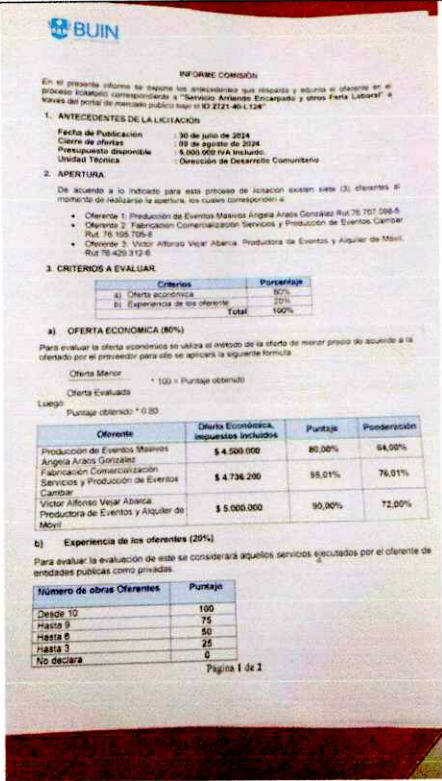 BUIN
INFORME COMISIÓN
En el presente informe se expone los antecedentes que respalda y adjunta el oferente en el
proceso licitatorio correspondiente a "Servicio Arriendo Encarpado y otros Feria Laboral" a
través del portal de mercado público bajo el ID 2721-40-L124"
1. ANTECEDENTES DE LA LICITACIÓN
Fecha de Publicación : 30 de julio de 2024
Cierre de ofertas : 09 de agosto de 2024
Presupuesto disponible : 5.000.000 IVA Incluido.
Unidad Técnica : Dirección de Desarrollo Comunitario
2. APERTURA
De acuerdo a lo indicado para este proceso de licitación existen siete (3) oferentes al
momento de realizarse la apertura, los cuales corresponden a:
• Oferente 1: Producción de Eventos Masivos Angela Araos González Rut 76.707.098-5
• Oferente 2: Fabricación Comercialización Servicios y Producción de Eventos Cambar
Rut 76.195.705-8
• Oferente 3: Victor Alfonso Vejar Abarca, Productora de Eventos y Alquiler de Móvil.
Rut 76.429.312-6
3. CRITERIOS A EVALUAR
Criterios Porcentaje
a) Oferta económica 80%
b) Experiencia de los oferente 20%
Total 100%
a) OFERTA ECONOMICA (80%)
Para evaluar la oferta económica se utiliza el método de la oferta de menor precio de acuerdo a la
ofertado por el proveedor para ello se aplicará la siguiente formula
Oferta Menor
* 100 = Puntaje obtenido
Oferta Evaluada
Luego:
Puntaje obtenido * 0.80
Oferente Oferta Económica, impuestos incluidos Puntaje Ponderación
Producción de Eventos Masivos
Angela Araos González $ 4.500.000 80,00% 64,00%
Fabricación Comercialización
Servicios y Producción de Eventos
Cambar $ 4.736.200 95,01% 76,01%
Victor Alfonso Vejar Abarca
Productora de Eventos y Alquiler de
Móvil $ 5.000.000 90,00% 72,00%
b) Experiencia de los oferentes (20%)
Para evaluar la evaluación de este se considerará aquellos servicios ejecutados por el oferente de
entidades públicas como privadas.
Número de obras Oferentes Puntaje
Desde 10 100
Hasta 9 75
Hasta 6 50
Hasta 3 25
No declara 0
Página 1 de 2